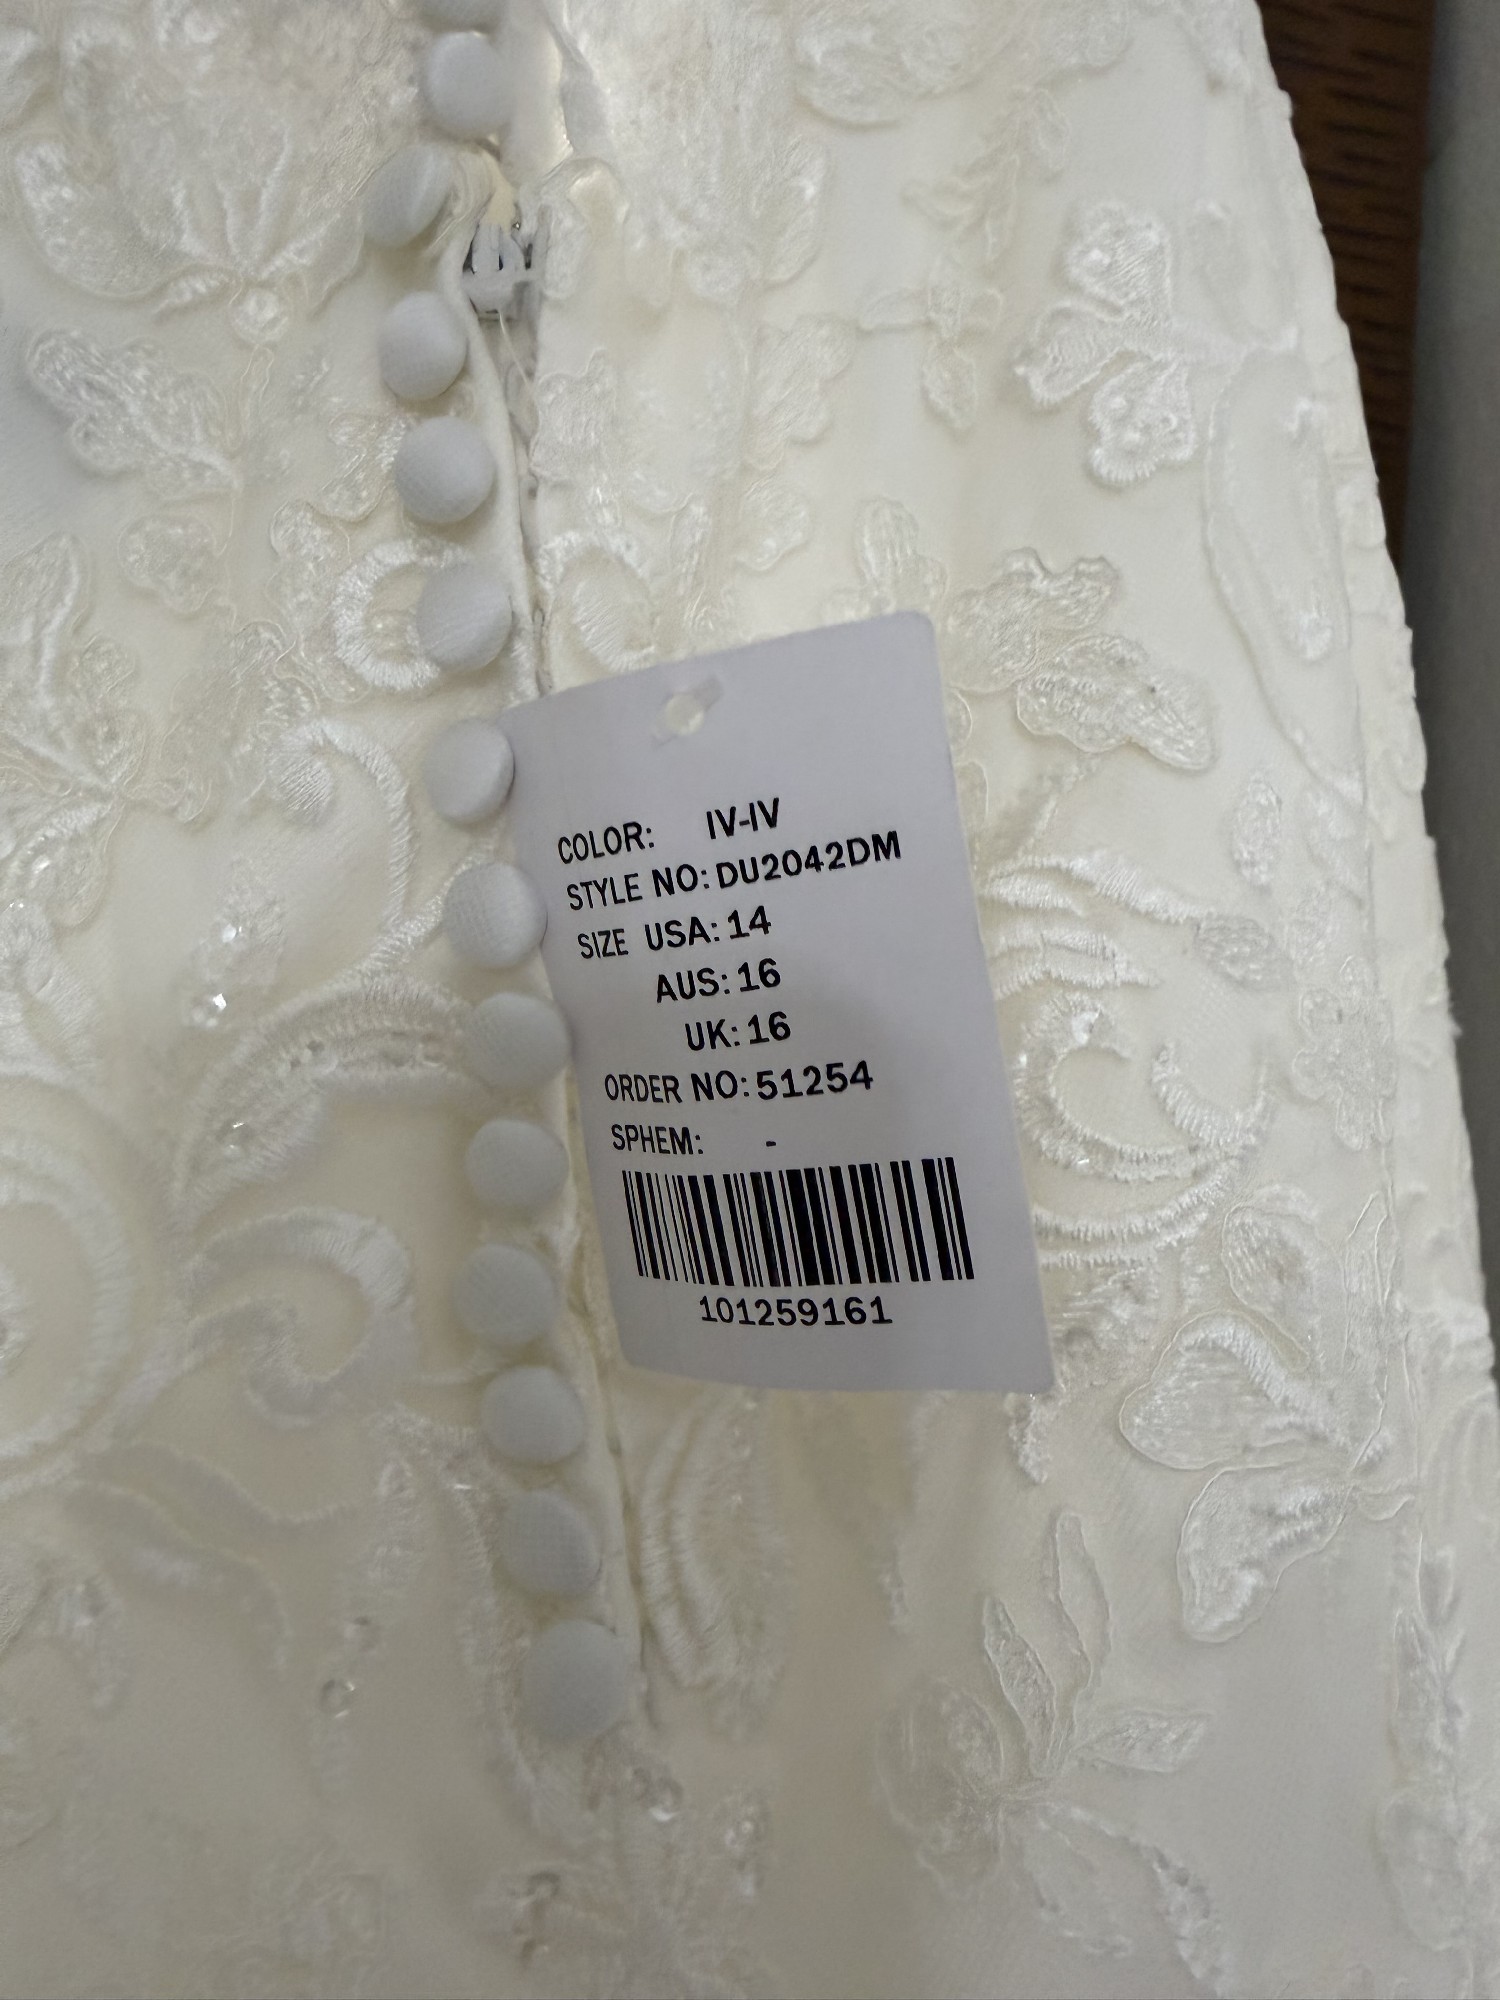 COLOR: IV-IV
STYLE NO: DU2042DM
SIZE USA: 14
AUS: 16
UK: 16
ORDER NO: 51254
SPHEM: -
101259161